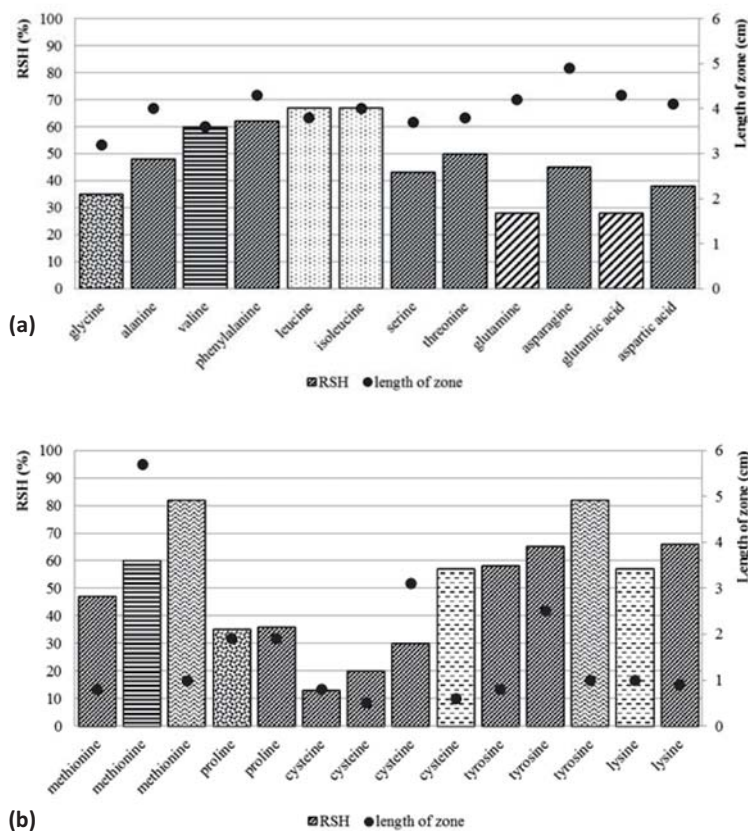 RSH (%)
100
90
80
70
60
50
40
30
20
10
0
6
5
4
3
2
1
0
Length of zone (cm)
glycine
alanine
valine
phenylalanine
leucine
isoleucine
serine
threonine
glutamine
asparagine
glutamic acid
aspartic acid
(a)
RSH
length of zone
RSH (%)
100
90
80
70
60
50
40
30
20
10
0
6
5
4
3
2
1
0
Length of zone (cm)
methionine
methionine
methionine
proline
proline
cysteine
cysteine
cysteine
cysteine
tyrosine
tyrosine
tyrosine
lysine
lysine
(b)
RSH
length of zone